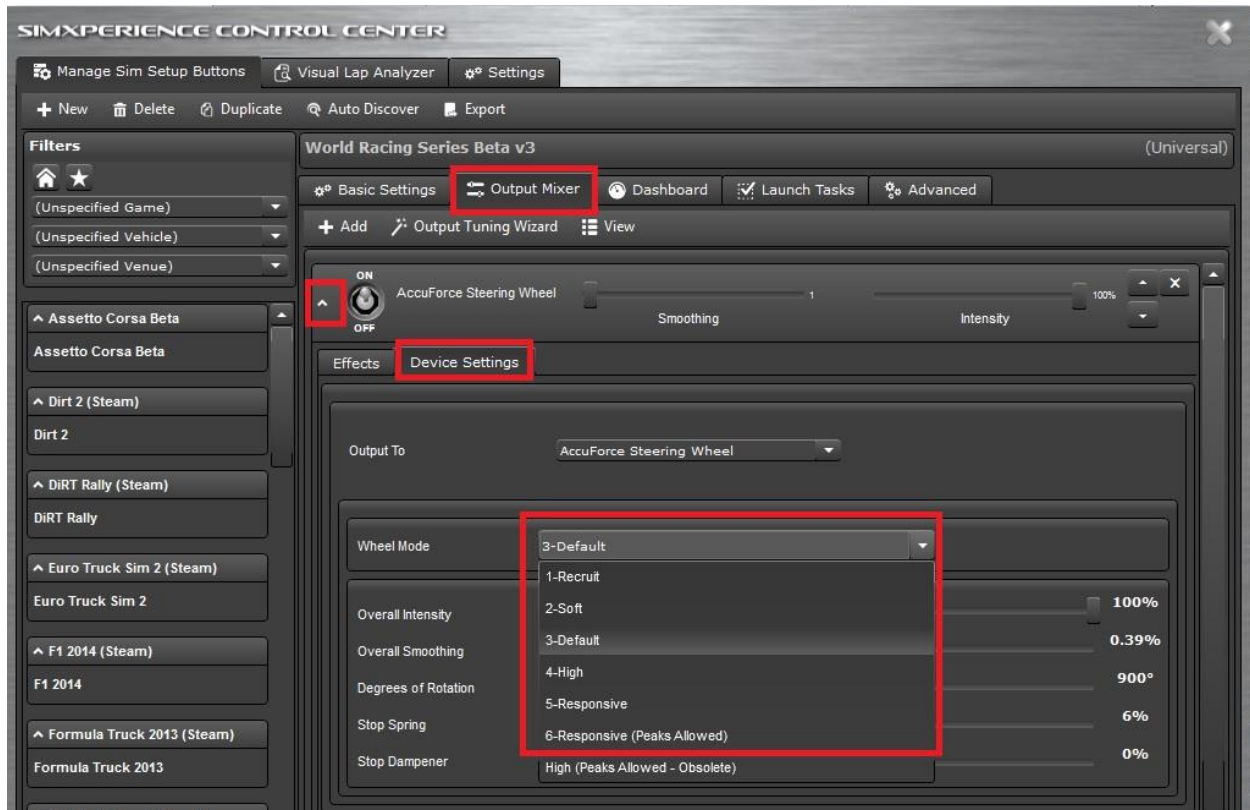 SIMXPERIENCE CONTROL CENTER
Manage Sim Setup Buttons Visual Lap Analyzer Settings
New Delete Duplicate Auto Discover Export
Filters
(Unspecified Game)
(Unspecified Vehicle)
(Unspecified Venue)
Assetto Corsa Beta
Assetto Corsa Beta
Dirt 2 (Steam)
Dirt 2
DiRT Rally (Steam)
DiRT Rally
Euro Truck Sim 2 (Steam)
Euro Truck Sim 2
F1 2014 (Steam)
F1 2014
Formula Truck 2013 (Steam)
Formula Truck 2013
World Racing Series Beta v3 (Universal)
Basic Settings Output Mixer Dashboard Launch Tasks Advanced
Add Output Tuning Wizard View
ON
OFF
AccuForce Steering Wheel 1 100%
Smoothing Intensity
Effects Device Settings
Output To AccuForce Steering Wheel
Wheel Mode 3-Default
1-Recruit
2-Soft
3-Default
4-High
5-Responsive
6-Responsive (Peaks Allowed)
High (Peaks Allowed - Obsolete)
Overall Intensity 100%
Overall Smoothing 0.39%
Degrees of Rotation 900°
Stop Spring 6%
Stop Dampener 0%